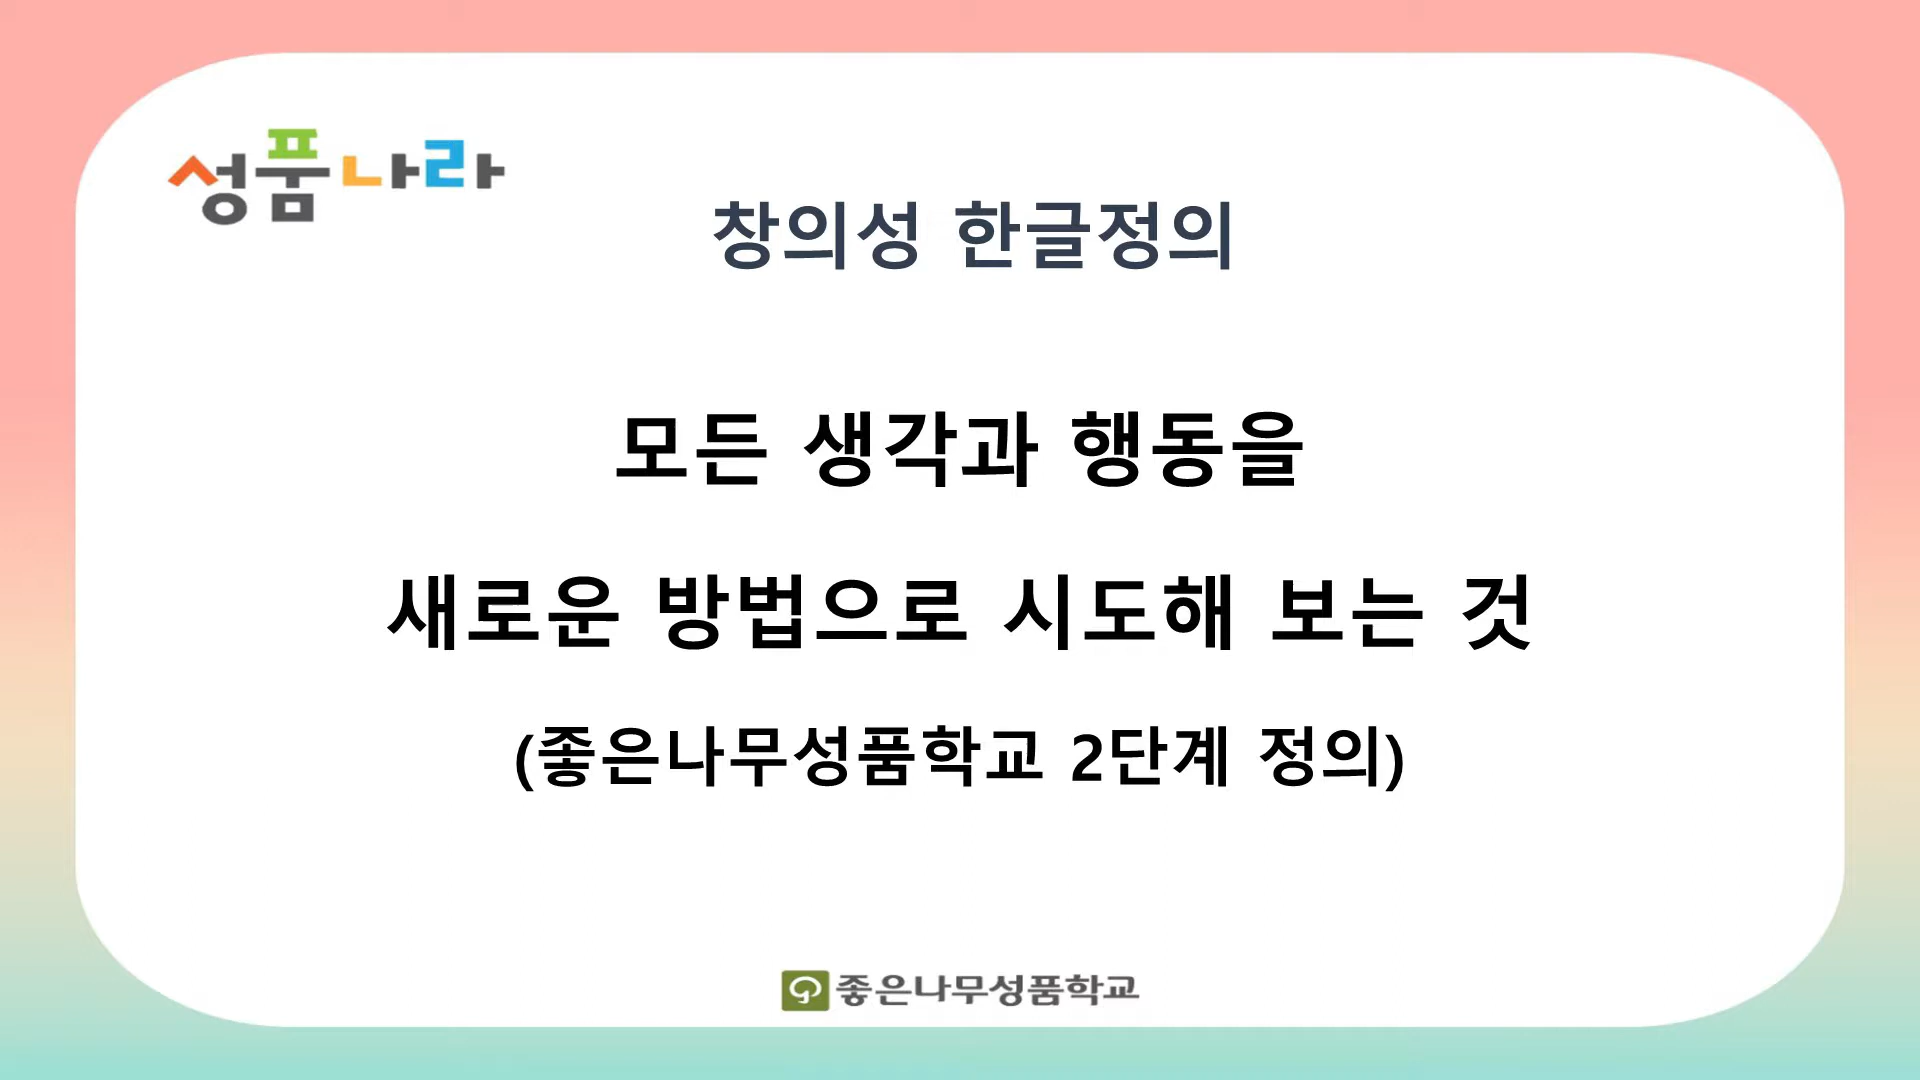 성품나라
창의성 한글정의
모든 생각과 행동을
새로운 방법으로 시도해 보는 것
(좋은나무성품학교 2단계 정의)
좋은나무성품학교